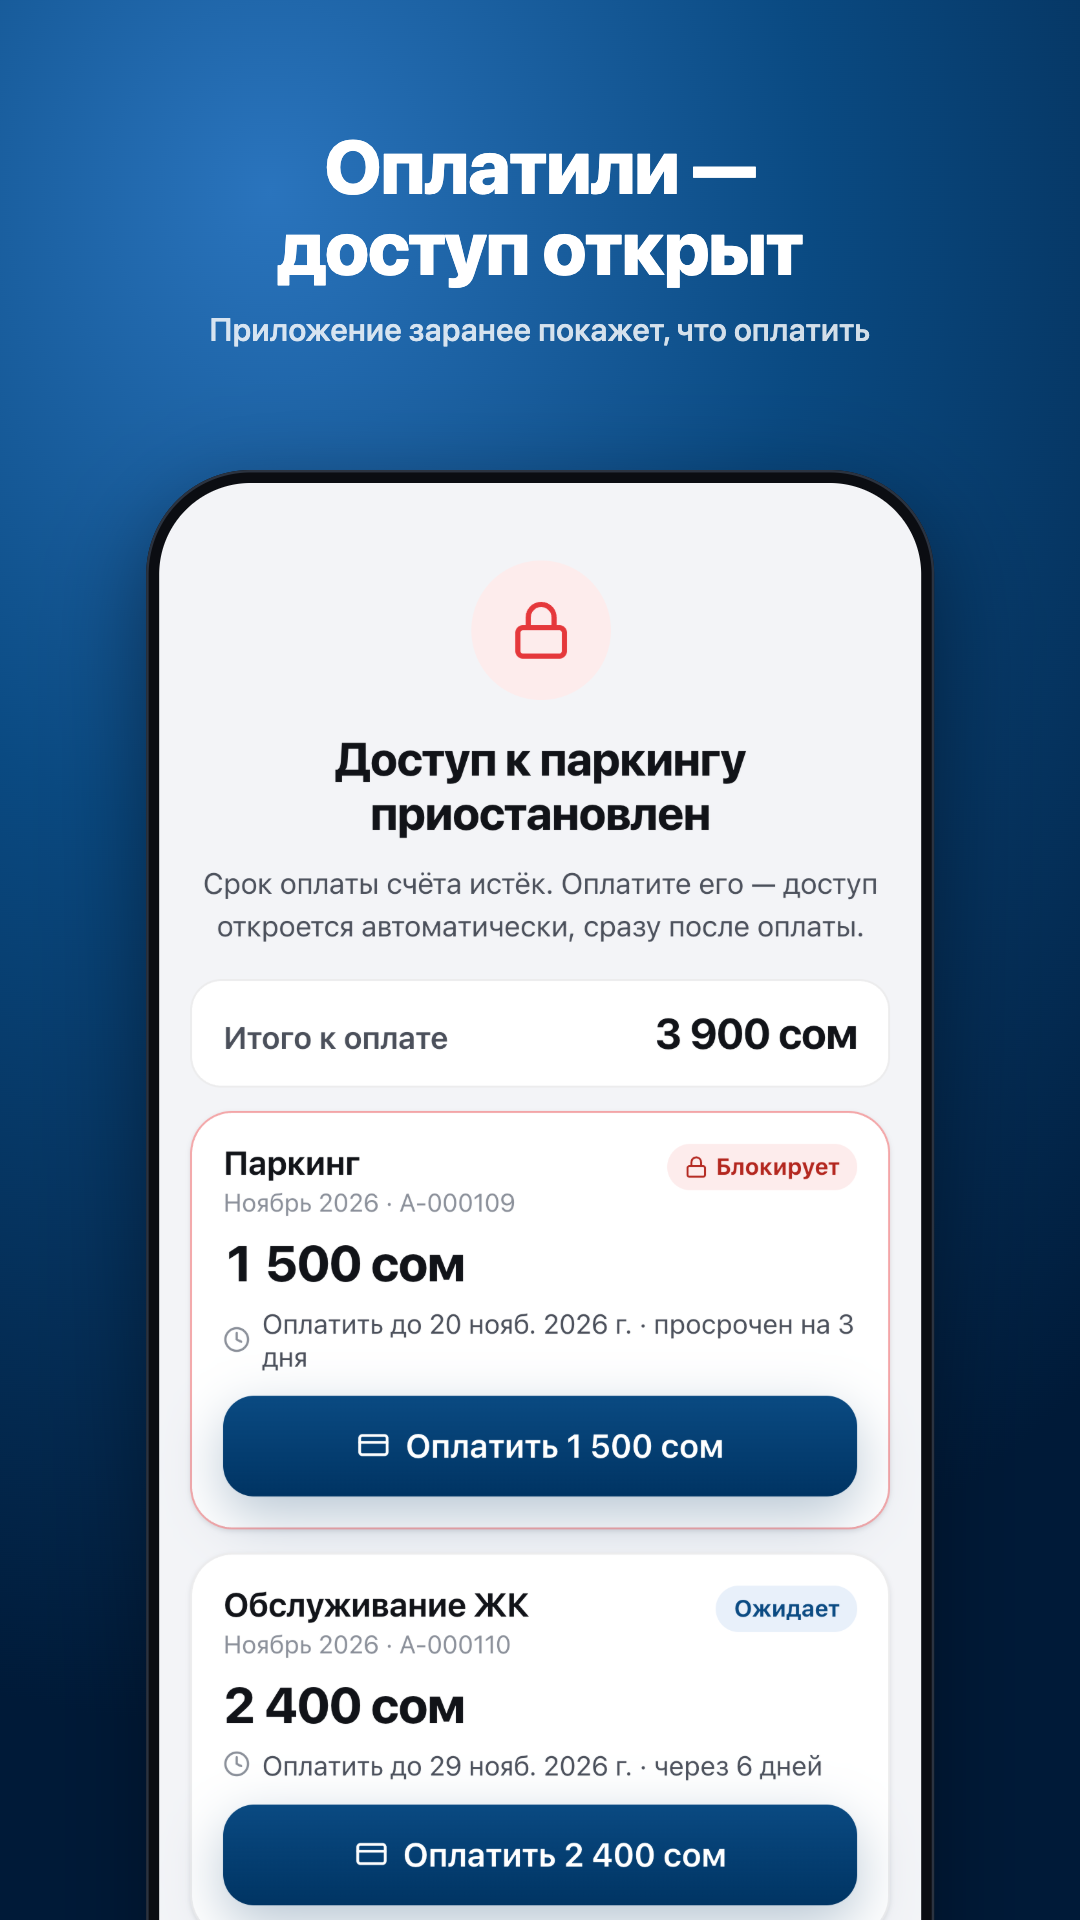 Оплатили —
доступ открыт
Приложение заранее покажет, что оплатить
Доступ к паркингу
приостановлен
Срок оплаты счёта истёк. Оплатите его — доступ
откроется автоматически, сразу после оплаты.
Итого к оплате
3 900 сом
Паркинг
Блокирует
Ноябрь 2026 · A-000109
1 500 сом
Оплатить до 20 нояб. 2026 г. · просрочен на 3
дня
Оплатить 1 500 сом
Обслуживание ЖК
Ожидает
Ноябрь 2026 · A-000110
2 400 сом
Оплатить до 29 нояб. 2026 г. · через 6 дней
Оплатить 2 400 сом